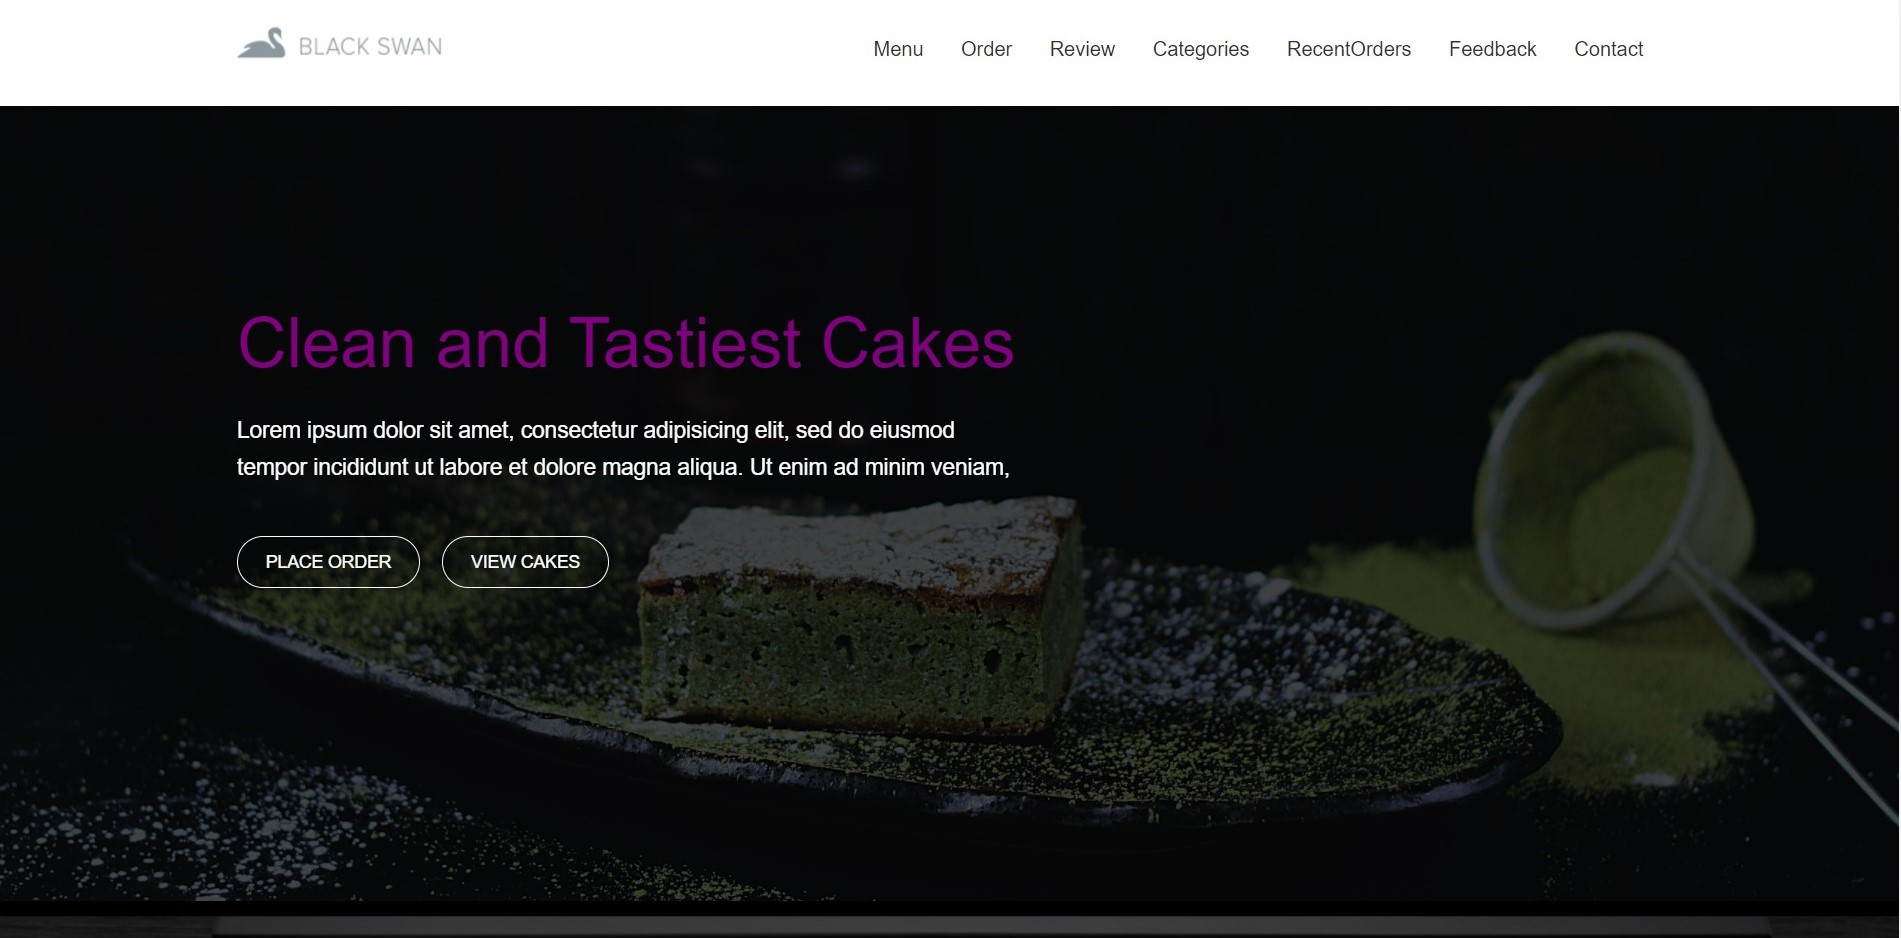 BLACK SWAN
Menu Order Review Categories RecentOrders Feedback Contact
Clean and Tastiest Cakes
Lorem ipsum dolor sit amet, consectetur adipisicing elit, sed do eiusmod
tempor incididunt ut labore et dolore magna aliqua. Ut enim ad minim veniam,
PLACE ORDER VIEW CAKES